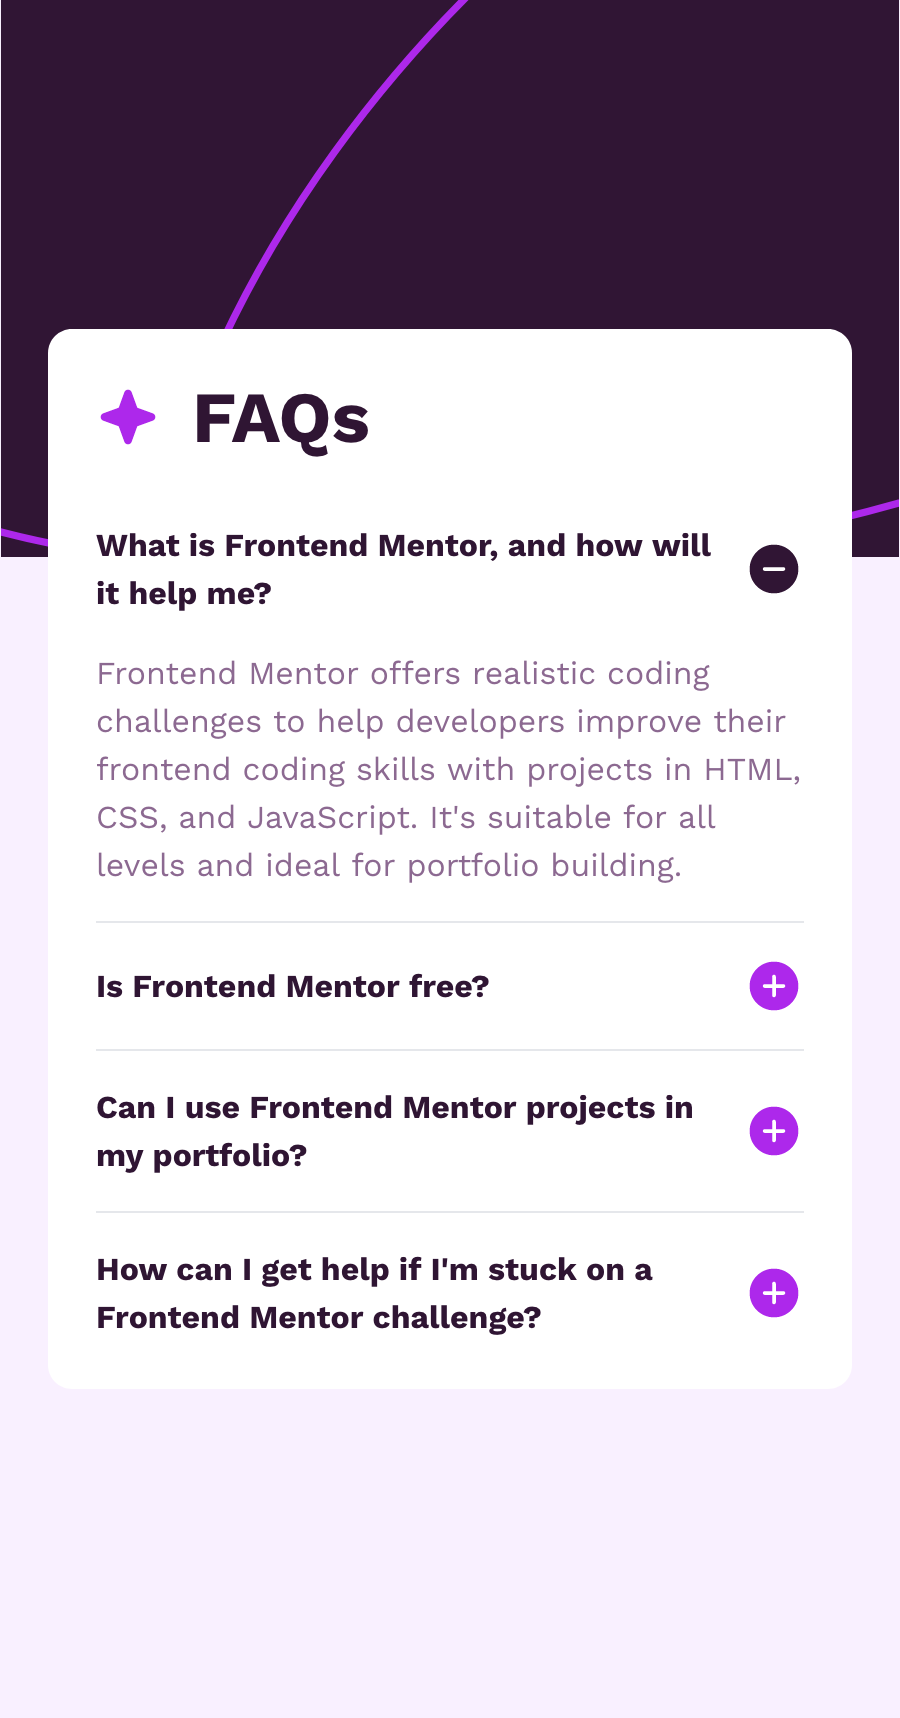 FAQs
What is Frontend Mentor, and how will
it help me?
Frontend Mentor offers realistic coding
challenges to help developers improve their
frontend coding skills with projects in HTML,
CSS, and JavaScript. It's suitable for all
levels and ideal for portfolio building.
Is Frontend Mentor free?
Can I use Frontend Mentor projects in
my portfolio?
How can I get help if I'm stuck on a
Frontend Mentor challenge?